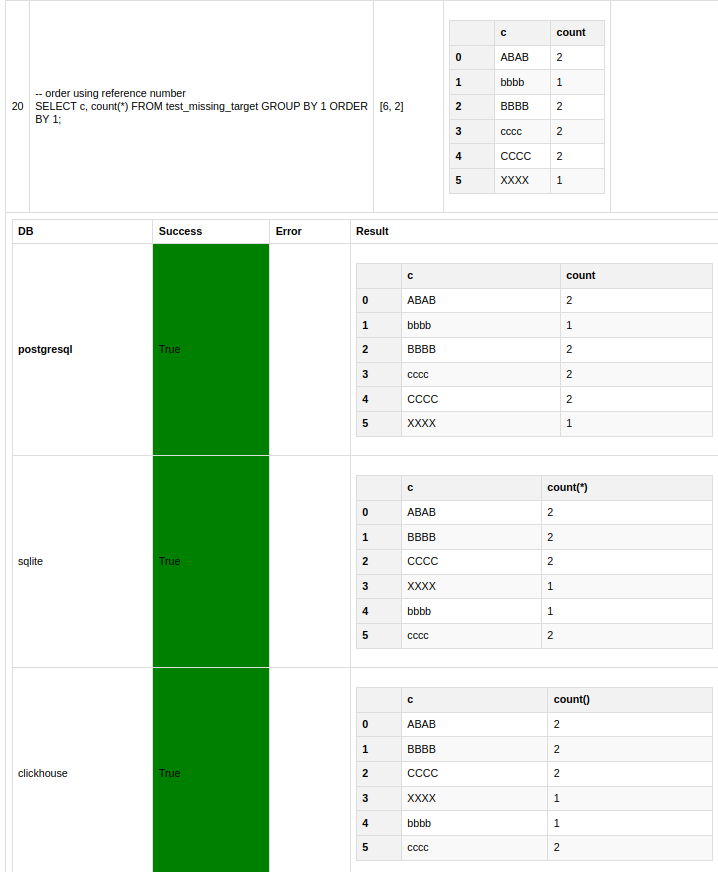 c count
0 ABAB 2
1 bbbb 1
2 BBBB 2
3 cccc 2
4 CCCC 2
5 XXXX 1
20
-- order using reference number
SELECT c, count(*) FROM test_missing_target GROUP BY 1 ORDER
BY 1;
[6, 2]
DB Success Error Result
postgresql True
c count
0 ABAB 2
1 bbbb 1
2 BBBB 2
3 cccc 2
4 CCCC 2
5 XXXX 1
sqlite True
c count(*)
0 ABAB 2
1 BBBB 2
2 CCCC 2
3 XXXX 1
4 bbbb 1
5 cccc 2
clickhouse True
c count()
0 ABAB 2
1 BBBB 2
2 CCCC 2
3 XXXX 1
4 bbbb 1
5 cccc 2